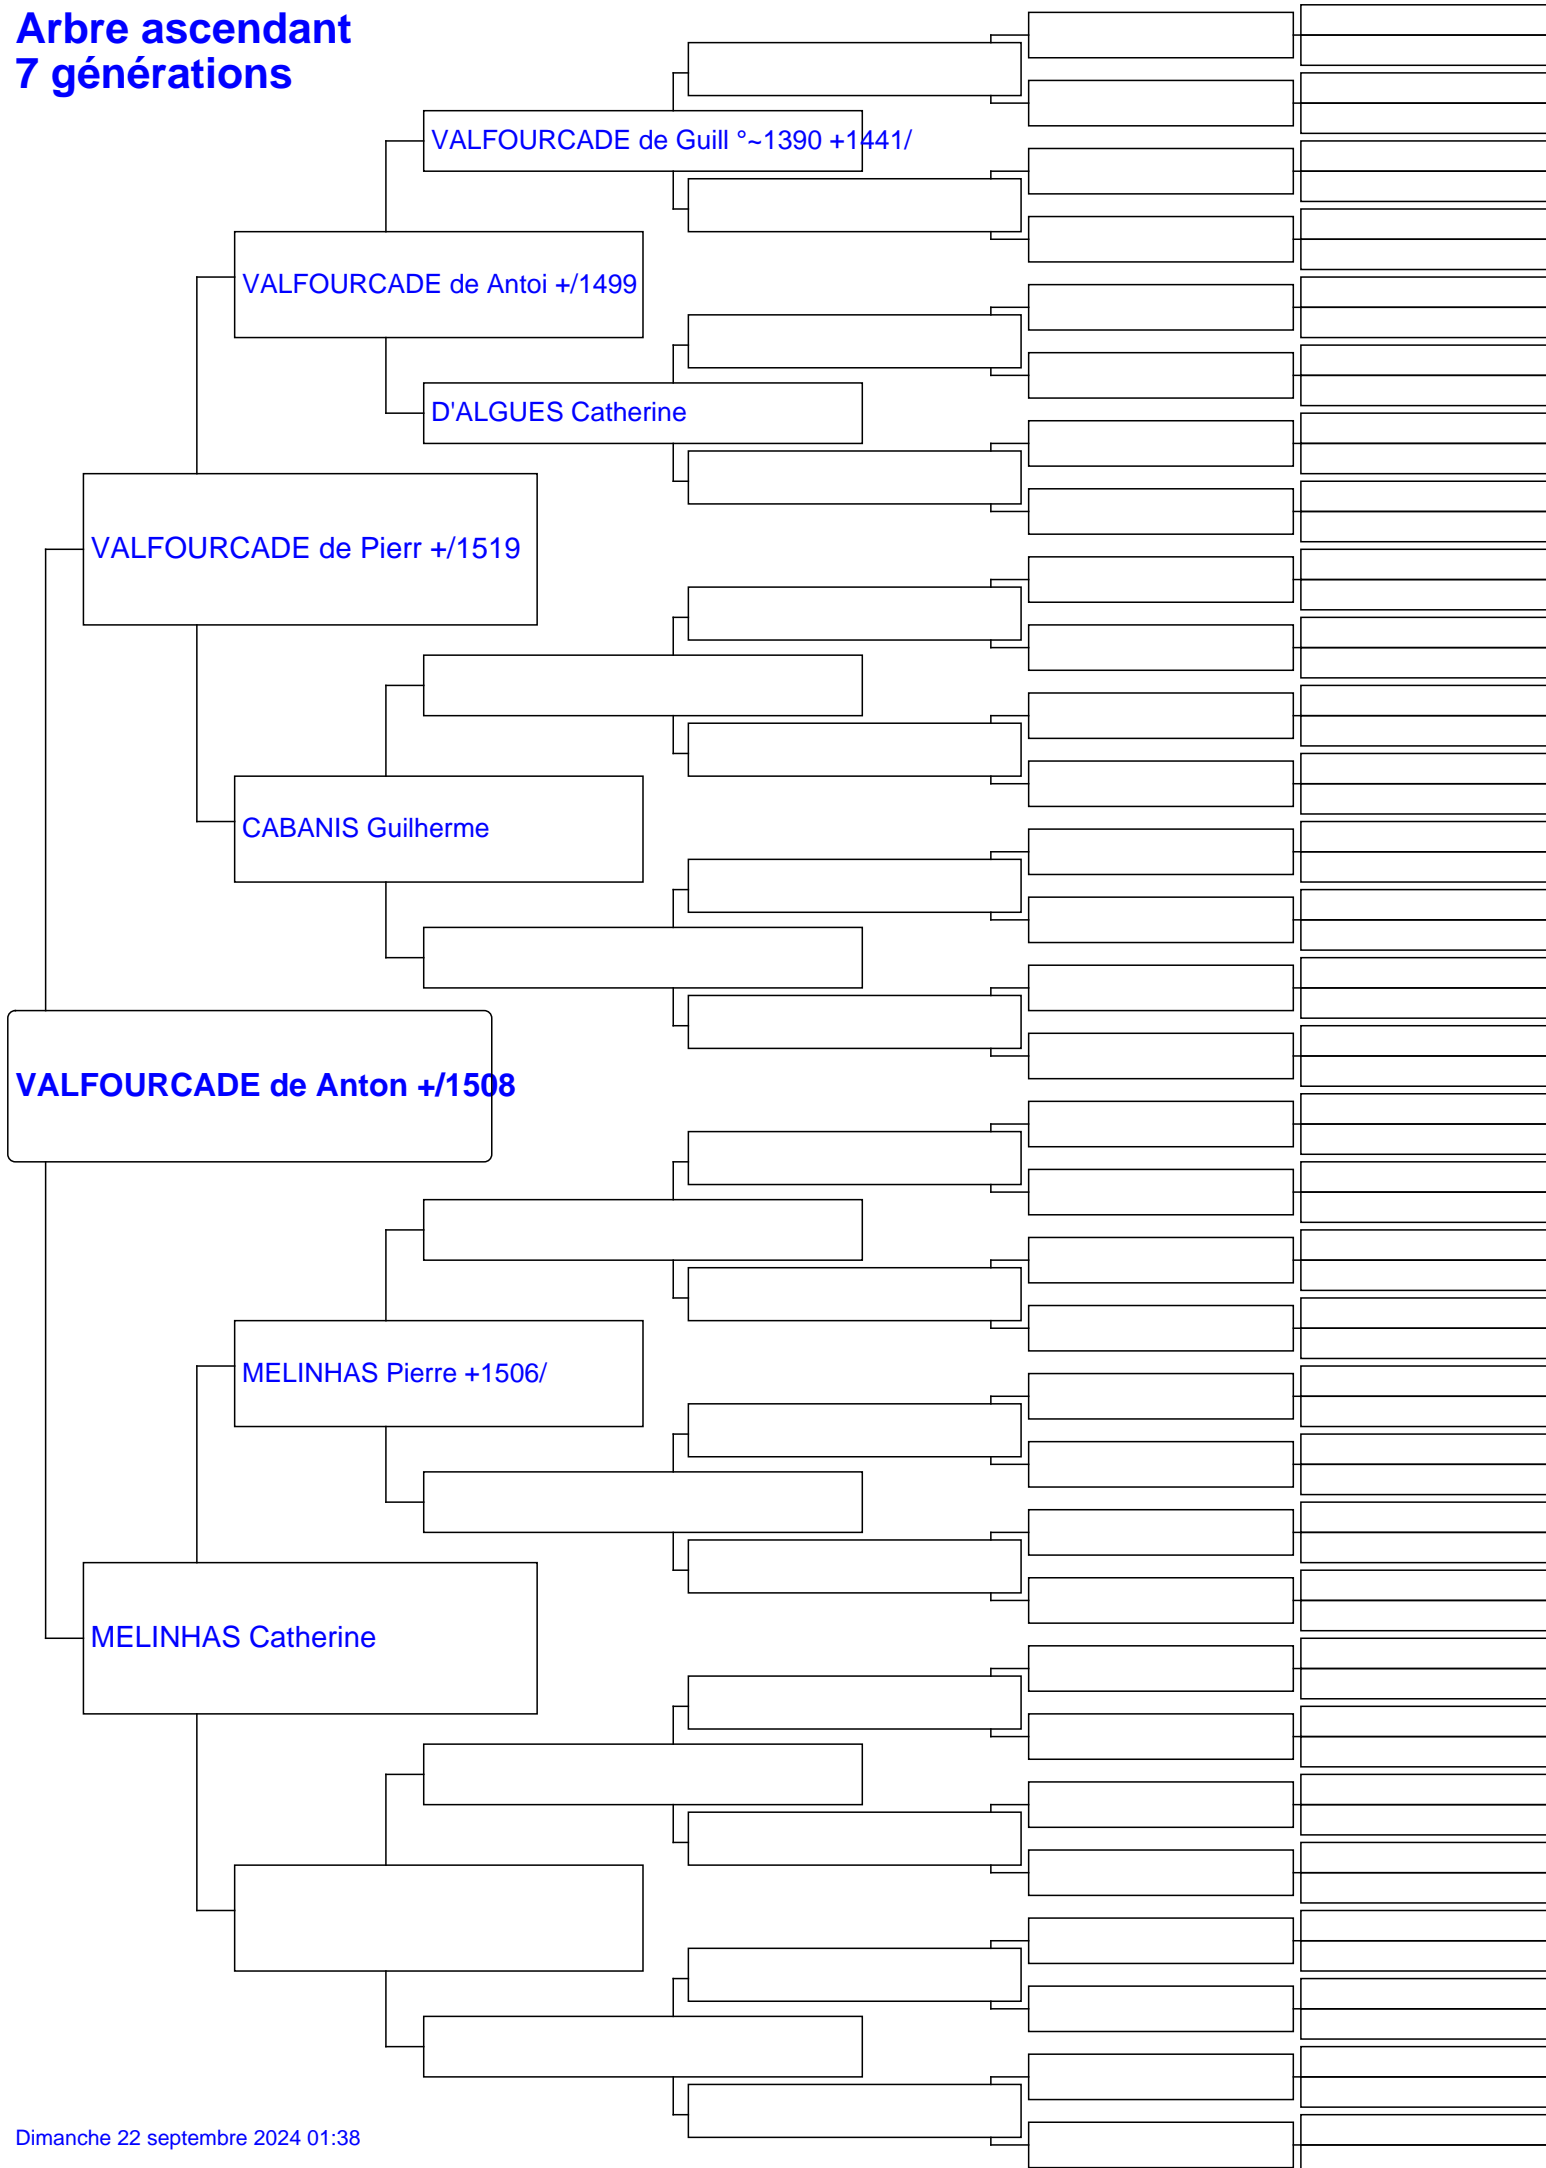 Arbre ascendant
7 générations
VALFOURCADE de Guill °~1390 +1441/
VALFOURCADE de Antoi +/1499
D'ALGUES Catherine
VALFOURCADE de Pierr +/1519
CABANIS Guilherme
VALFOURCADE de Anton +/1508
MELINHAS Pierre +1506/
MELINHAS Catherine
Dimanche 22 septembre 2024 01:38